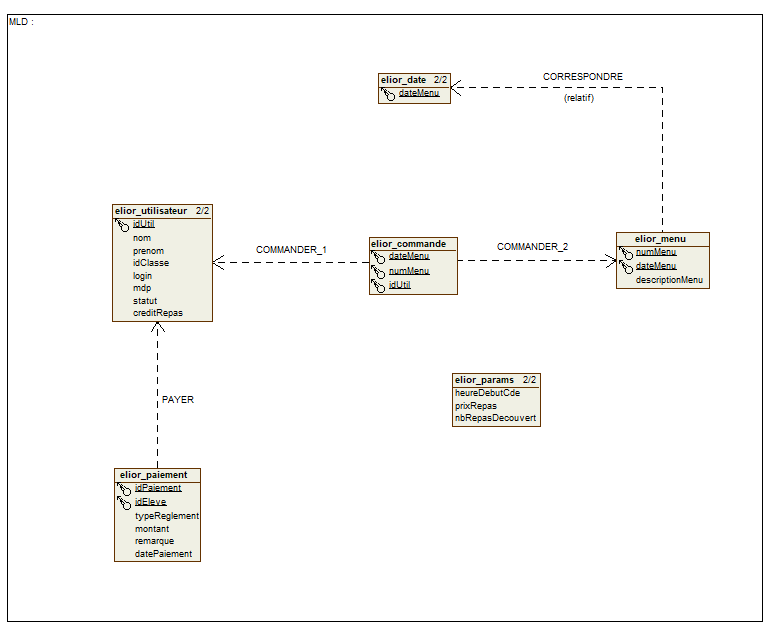 MLD :
elior_date 2/2
dateMenu
CORRESPONDRE
(relatif)
elior_utilisateur 2/2
idUtil
nom
prenom
idClasse
login
mdp
statut
creditRepas
COMMANDER_1
elior_commande
dateMenu
numMenu
idUtil
COMMANDER_2
elior_menu
numMenu
dateMenu
descriptionMenu
PAYER
elior_params 2/2
heureDebutCde
prixRepas
nbRepasDecouvert
elior_paiement
idPaiement
idEleve
typeReglement
montant
remarque
datePaiement